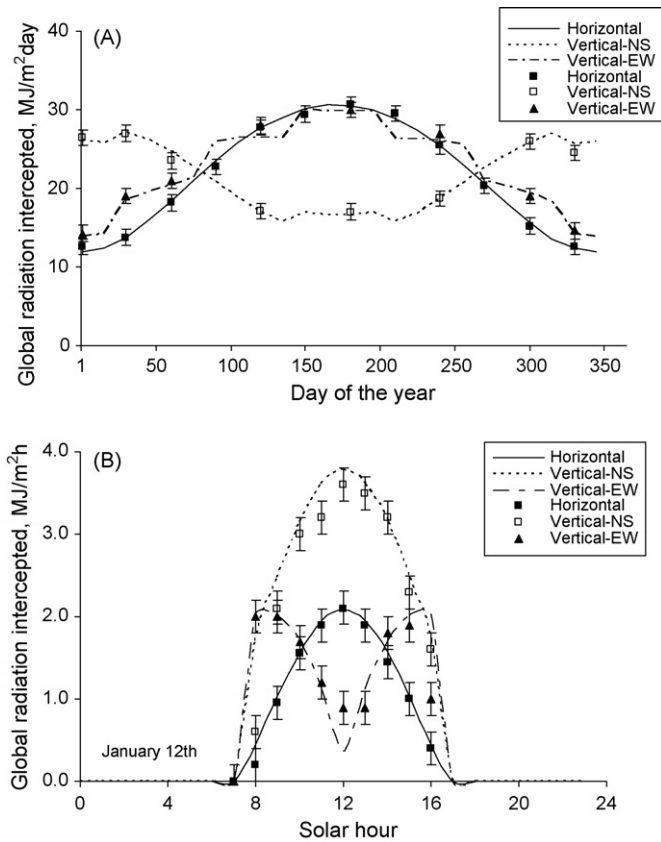 (A)
Horizontal
Vertical-NS
Vertical-EW
Horizontal
Vertical-NS
Vertical-EW
Global radiation intercepted, MJ/m²day
40
30
20
10
0
1 50 100 150 200 250 300 350
Day of the year
(B)
Horizontal
Vertical-NS
Vertical-EW
Horizontal
Vertical-NS
Vertical-EW
Global radiation intercepted, MJ/m²h
4.0
3.0
2.0
1.0
0.0
January 12th
0 4 8 12 16 20 24
Solar hour